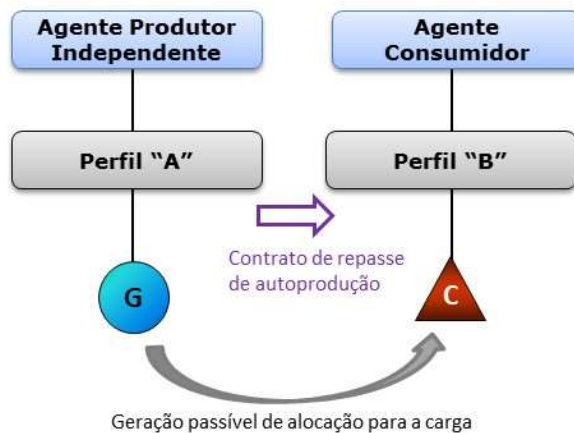 Agente Produtor
Independente
Agente
Consumidor
Perfil “A”
Perfil “B”
Contrato de repasse
de autoprodução
G
C
Geração passível de alocação para a carga